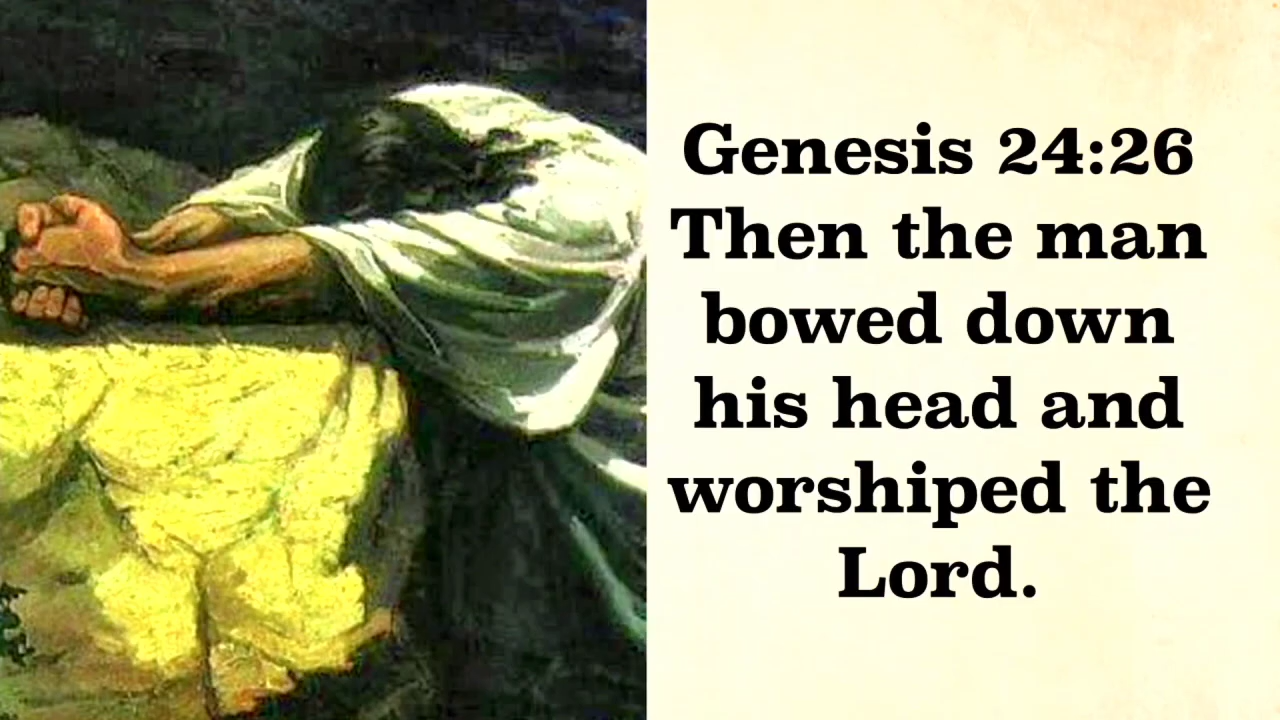 Genesis 24:26
Then the man
bowed down
his head and
worshiped the
Lord.